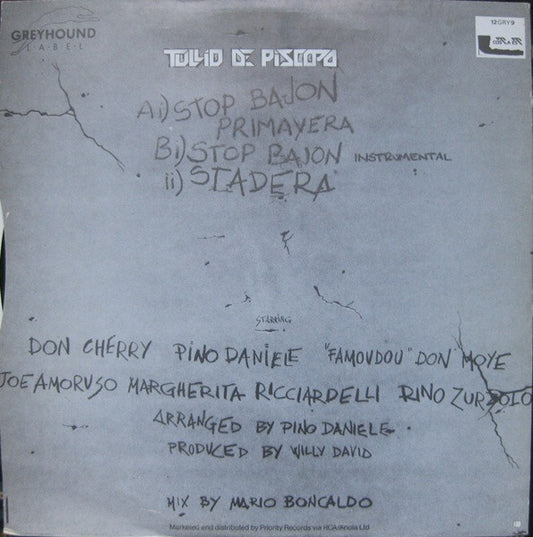 GREYHOUND
LABEL
12GRY9
TULLIO DE PISCOPO
Ai) STOP BAJON
PRIMAVERA
Bi) STOP BAJON INSTRUMENTAL
ii) STADERA
STARRING
DON CHERRY PINO DANIELE "FAMOUDOU" DON MOYE
JOE AMORUSO MARGHERITA RICCIARDELLI RINO ZURZOLO
ARRANGED BY PINO DANIELE
PRODUCED BY WILLY DAVID
MIX BY MARIO BONCALDO
Marketed and distributed by Priority Records via RCA/Ariola Ltd